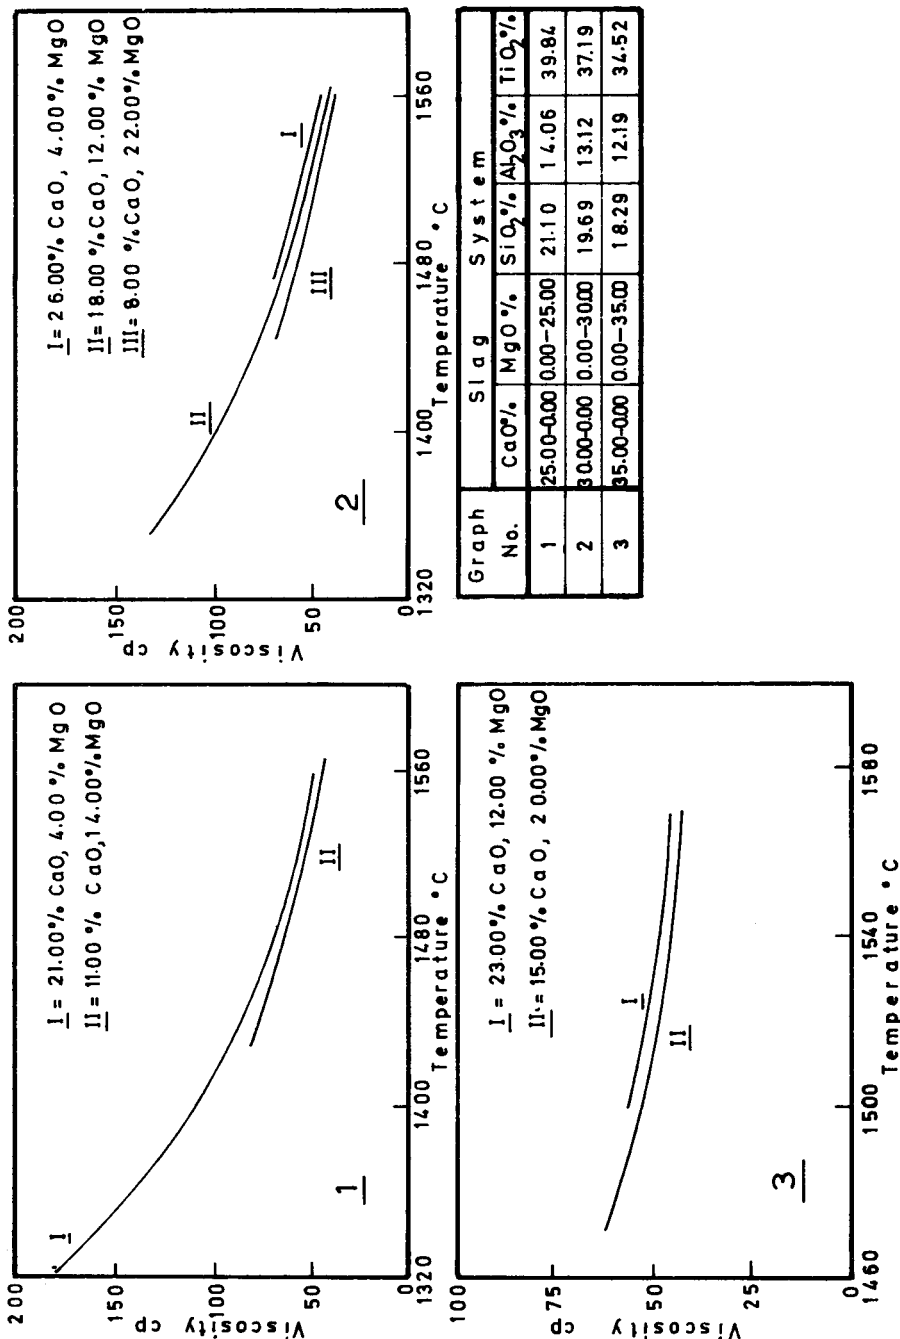 200
150
100
50
0
Viscosity cp
I = 21.00% CaO, 4.00% MgO
II = 11.00% CaO, 14.00% MgO
I
II
1
1320 1400 1480 1560
Temperature °C
200
150
100
50
0
Viscosity cp
I = 26.00% CaO, 4.00% MgO
II = 18.00% CaO, 12.00% MgO
III = 8.00% CaO, 22.00% MgO
I
II
III
2
1320 1400 1480 1560
Temperature °C
100
75
50
25
0
Viscosity
cp
I = 23.00% CaO, 12.00% MgO
II = 15.00% CaO, 20.00% MgO
I
II
3
1460 1500 1540 1580
Temperature °C
Graph No. Slag System
CaO% MgO% SiO2% Al2O3% TiO2%
1 25.00-0.00 0.00-25.00 21.10 14.06 39.84
2 30.00-0.00 0.00-30.00 19.69 13.12 37.19
3 35.00-0.00 0.00-35.00 18.29 12.19 34.52